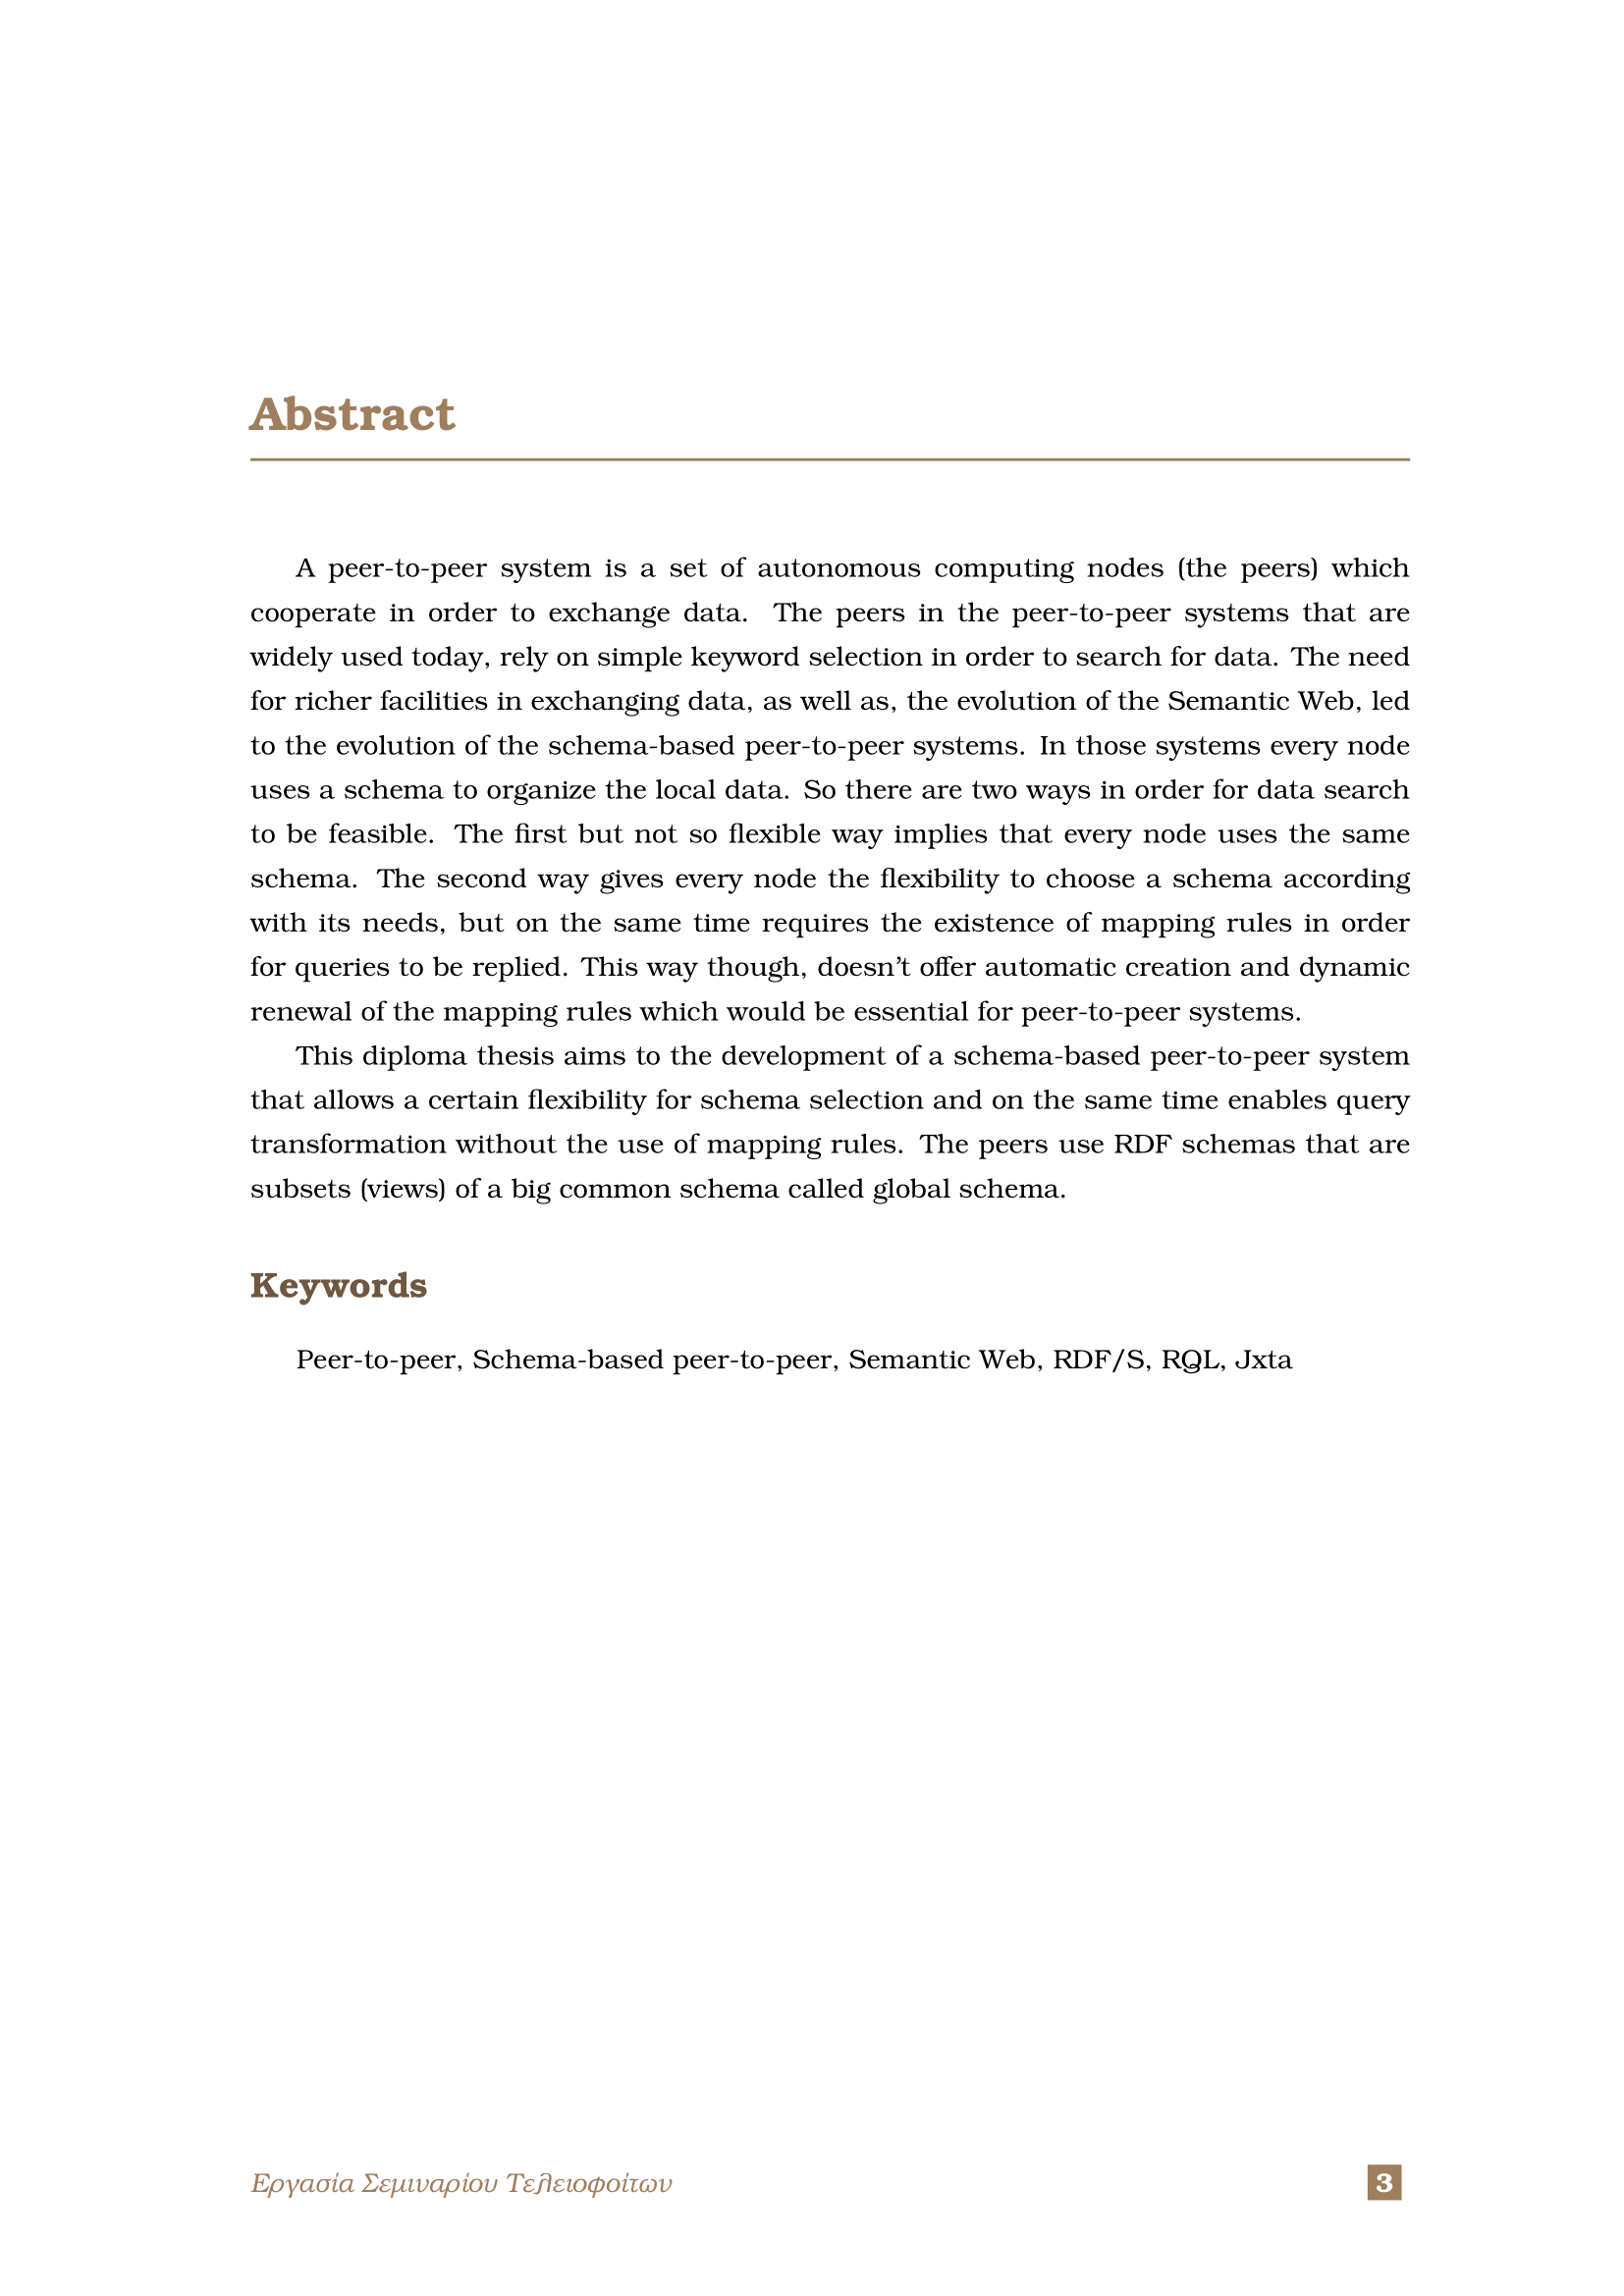 Abstract
A peer-to-peer system is a set of autonomous computing nodes (the peers) which
cooperate in order to exchange data. The peers in the peer-to-peer systems that are
widely used today, rely on simple keyword selection in order to search for data. The need
for richer facilities in exchanging data, as well as, the evolution of the Semantic Web, led
to the evolution of the schema-based peer-to-peer systems. In those systems every node
uses a schema to organize the local data. So there are two ways in order for data search
to be feasible. The first but not so flexible way implies that every node uses the same
schema. The second way gives every node the flexibility to choose a schema according
with its needs, but on the same time requires the existence of mapping rules in order
for queries to be replied. This way though, doesn’t offer automatic creation and dynamic
renewal of the mapping rules which would be essential for peer-to-peer systems.
This diploma thesis aims to the development of a schema-based peer-to-peer system
that allows a certain flexibility for schema selection and on the same time enables query
transformation without the use of mapping rules. The peers use RDF schemas that are
subsets (views) of a big common schema called global schema.
Keywords
Peer-to-peer, Schema-based peer-to-peer, Semantic Web, RDF/S, RQL, Jxta
Εργασία Σεμιναρίου Τελειοφοίτων 3